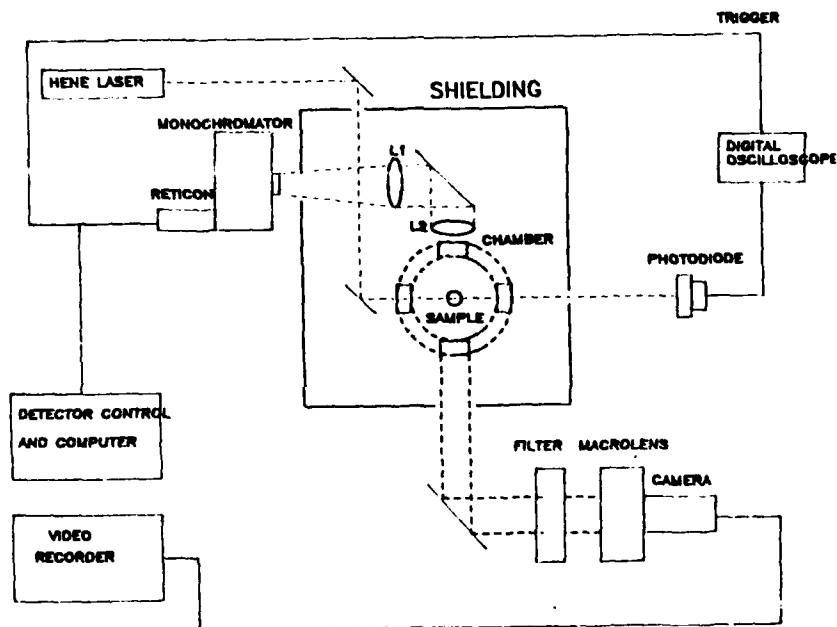 TRIGGER
HENE LASER
SHIELDING
MONOCHROMATOR
L1
DIGITAL
OSCILLOSCOPE
RETICON
L2
CHAMBER
PHOTODIODE
SAMPLE
DETECTOR CONTROL
AND COMPUTER
FILTER MACROLENS
CAMERA
VIDEO
RECORDER